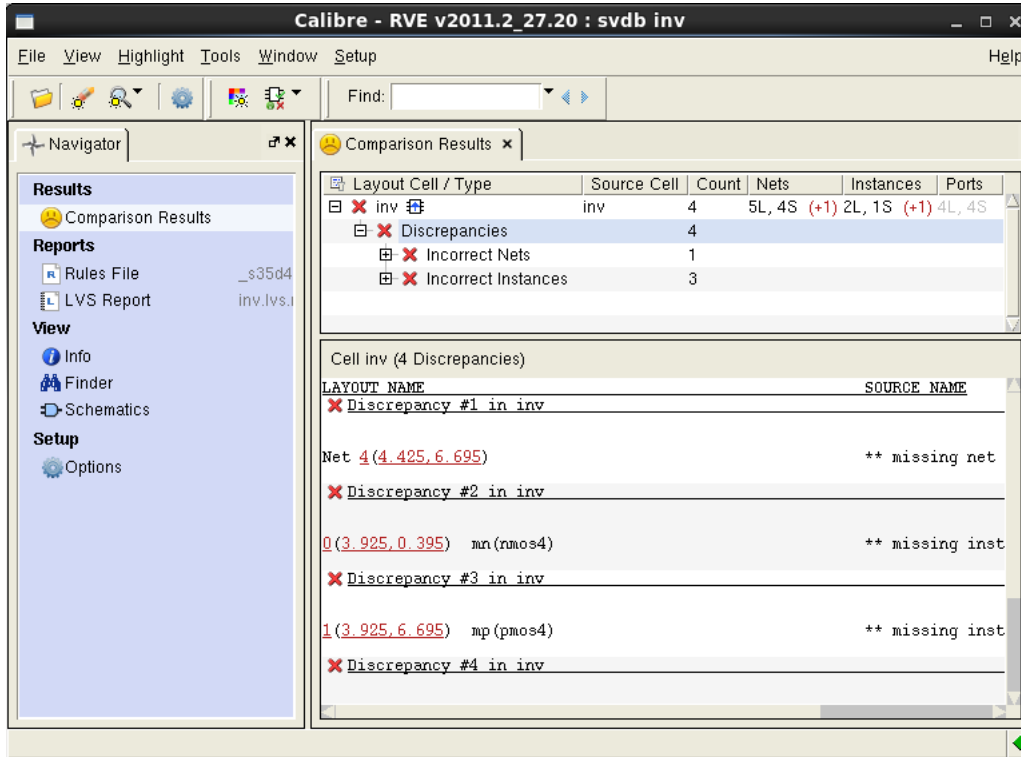 Calibre - RVE v2011.2_27.20 : svdb inv
File View Highlight Tools Window Setup Help
Find:
Navigator
Results
Comparison Results
Reports
Rules File _s35d4
LVS Report inv.lvs.
View
Info
Finder
Schematics
Setup
Options
Comparison Results
Layout Cell / Type Source Cell Count Nets Instances Ports
inv inv 4 5L, 4S (+1) 2L, 1S (+1) 4L, 4S
Discrepancies 4
Incorrect Nets 1
Incorrect Instances 3
Cell inv (4 Discrepancies)
LAYOUT NAME SOURCE NAME
Discrepancy #1 in inv
Net 4(4.425,6.695) ** missing net
Discrepancy #2 in inv
0(3.925,0.395) mn(nmos4) ** missing inst
Discrepancy #3 in inv
1(3.925,6.695) mp(pmos4) ** missing inst
Discrepancy #4 in inv